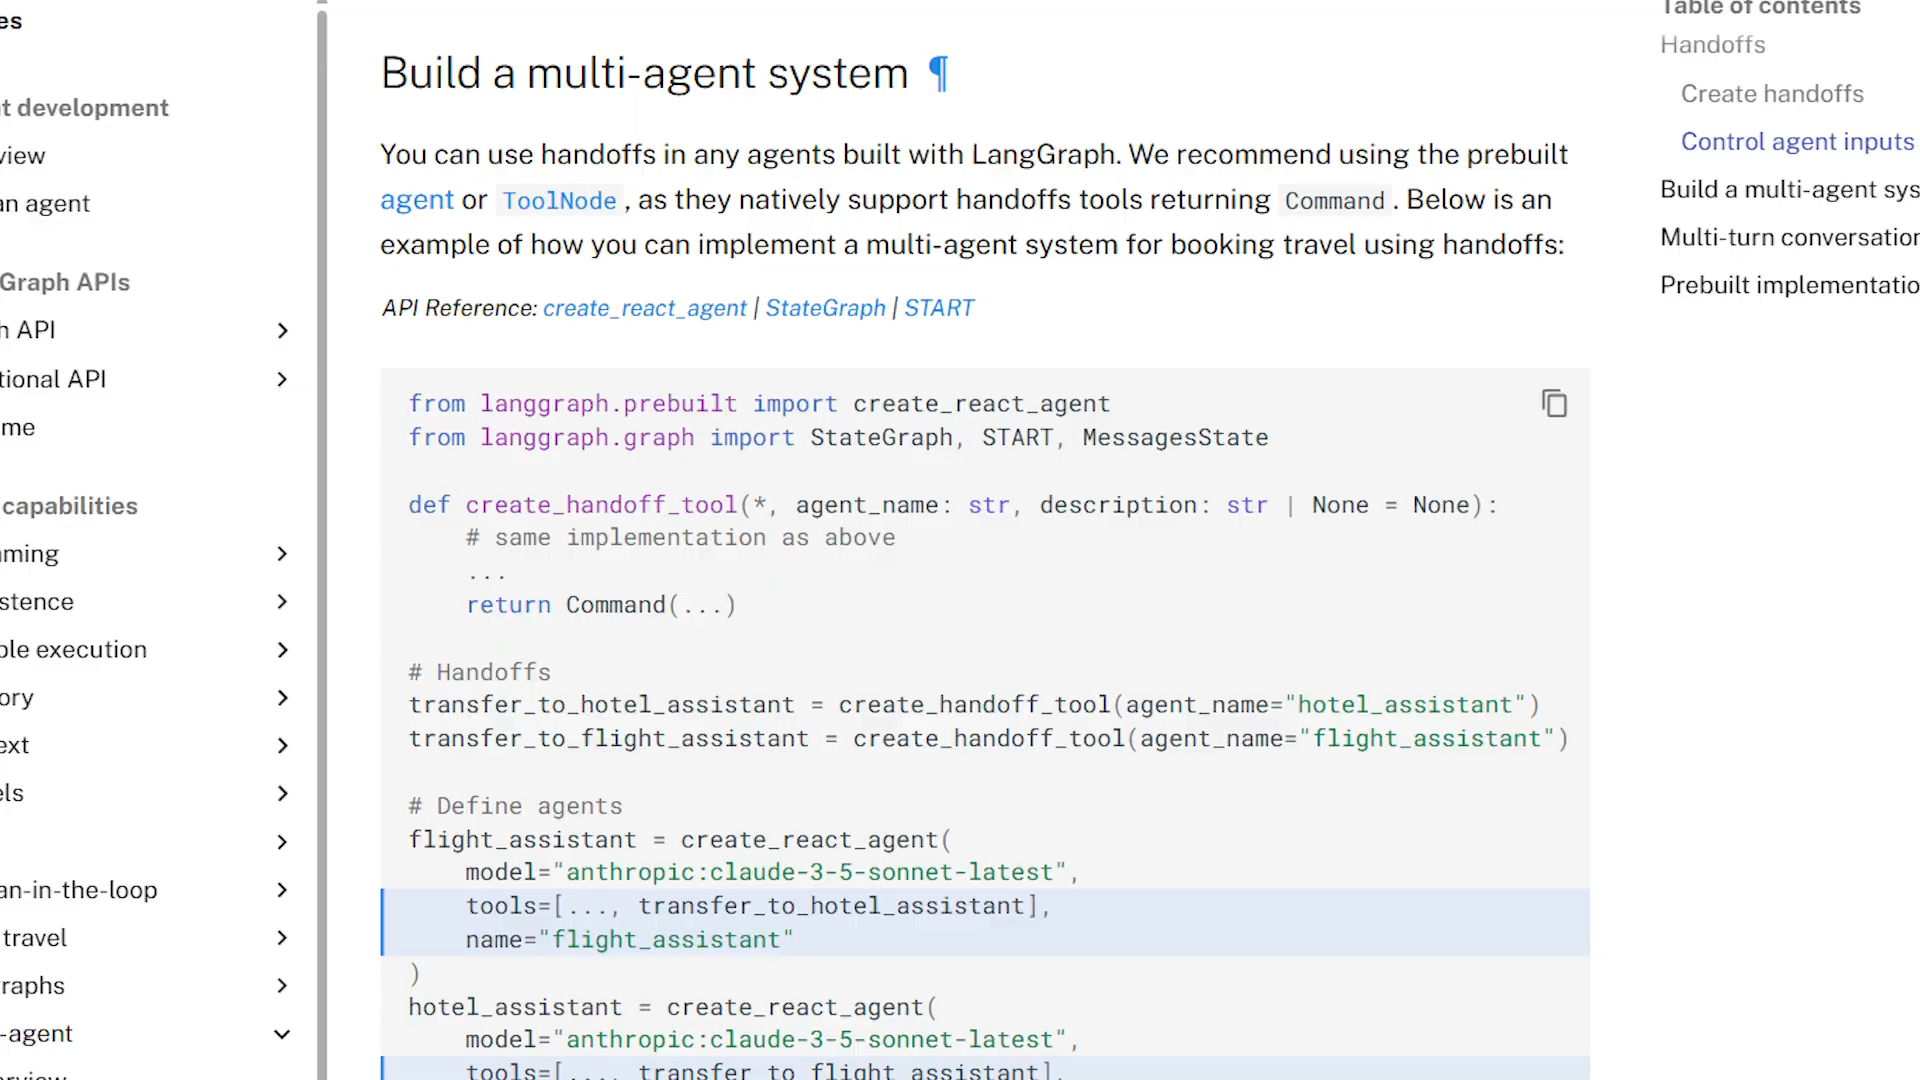 es
t development
view
an agent
Graph APIs
h API
tional API
me
capabilities
ming
stence
ble execution
ory
ext
els
an-in-the-loop
travel
raphs
-agent
erview
Build a multi-agent system ¶
You can use handoffs in any agents built with LangGraph. We recommend using the prebuilt
agent or ToolNode , as they natively support handoffs tools returning Command . Below is an
example of how you can implement a multi-agent system for booking travel using handoffs:
API Reference: create_react_agent | StateGraph | START
from langgraph.prebuilt import create_react_agent
from langgraph.graph import StateGraph, START, MessagesState
def create_handoff_tool(*, agent_name: str, description: str | None = None):
    # same implementation as above
    ...
    return Command(...)
# Handoffs
transfer_to_hotel_assistant = create_handoff_tool(agent_name="hotel_assistant")
transfer_to_flight_assistant = create_handoff_tool(agent_name="flight_assistant")
# Define agents
flight_assistant = create_react_agent(
    model="anthropic:claude-3-5-sonnet-latest",
    tools=[..., transfer_to_hotel_assistant],
    name="flight_assistant"
)
hotel_assistant = create_react_agent(
    model="anthropic:claude-3-5-sonnet-latest",
    tools=[..., transfer_to_flight_assistant],
Table of contents
Handoffs
Create handoffs
Control agent inputs
Build a multi-agent sys
Multi-turn conversation
Prebuilt implementatio